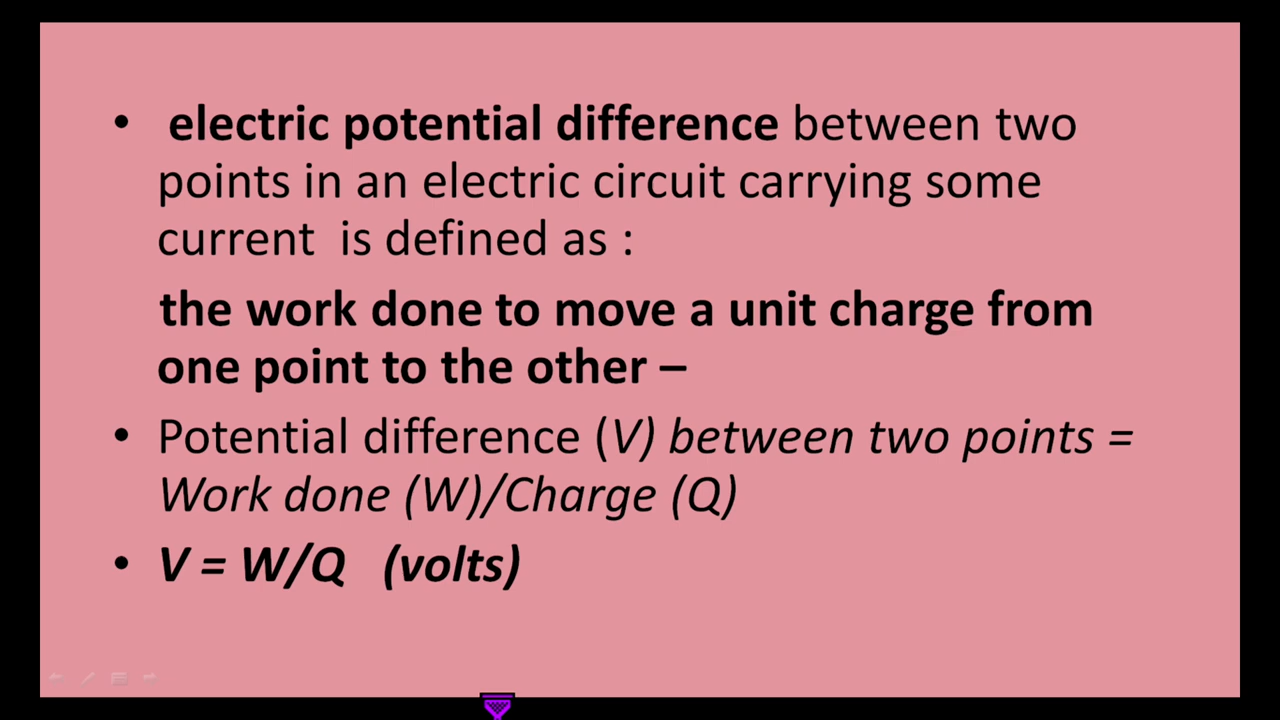 • electric potential difference between two
points in an electric circuit carrying some
current is defined as :
the work done to move a unit charge from
one point to the other –
• Potential difference (V) between two points =
Work done (W)/Charge (Q)
• V = W/Q (volts)